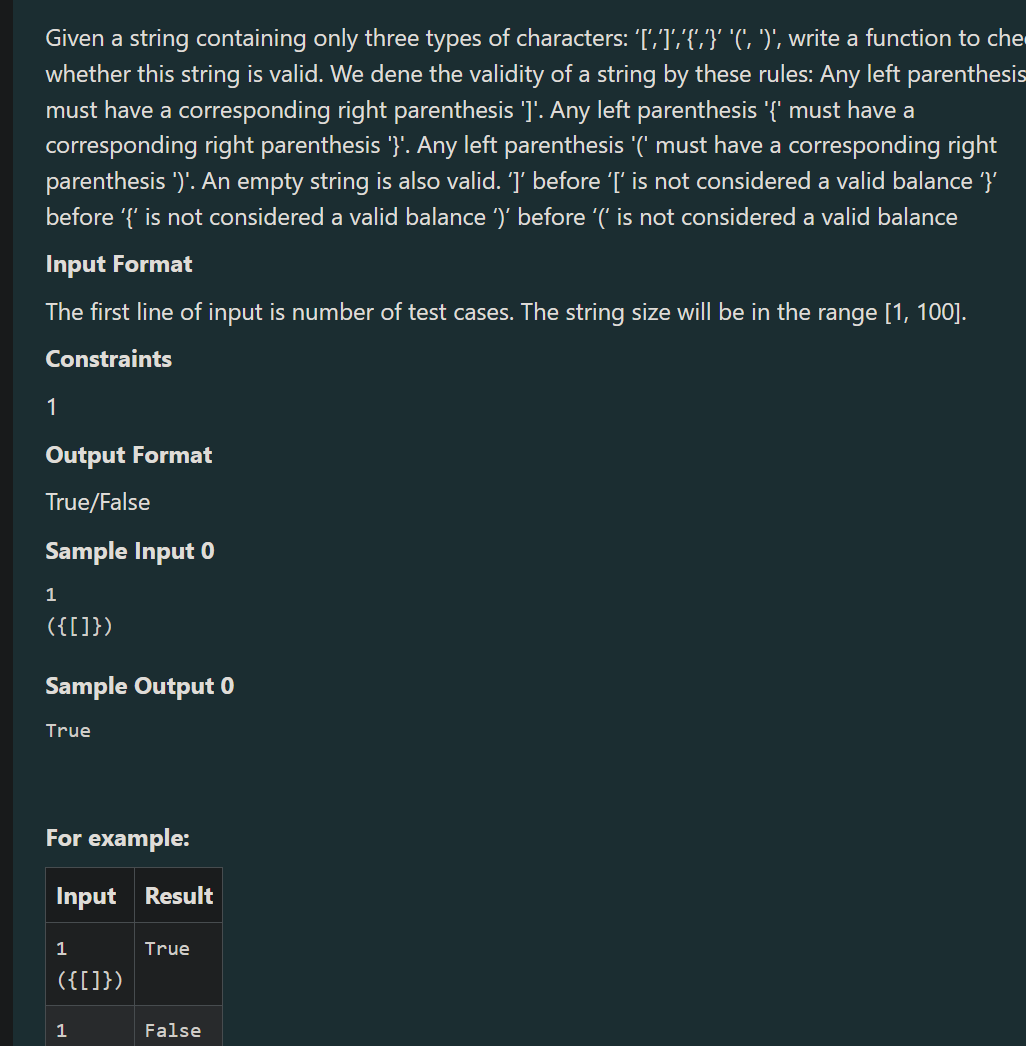 Given a string containing only three types of characters: ‘[‘,’]’,’{‘,’}’ '(', ')', write a function to
whether this string is valid. We dene the validity of a string by these rules: Any left parenthesis
must have a corresponding right parenthesis ']'. Any left parenthesis '{' must have a
corresponding right parenthesis '}'. Any left parenthesis '(' must have a corresponding right
parenthesis ')'. An empty string is also valid. ‘]’ before ‘[‘ is not considered a valid balance ‘}’
before ‘{‘ is not considered a valid balance ‘)’ before ‘(‘ is not considered a valid balance
Input Format
The first line of input is number of test cases. The string size will be in the range [1, 100].
Constraints
1
Output Format
True/False
Sample Input 0
1
({[]})
Sample Output 0
True
For example:
Input Result
1 True
({[]})
1 False